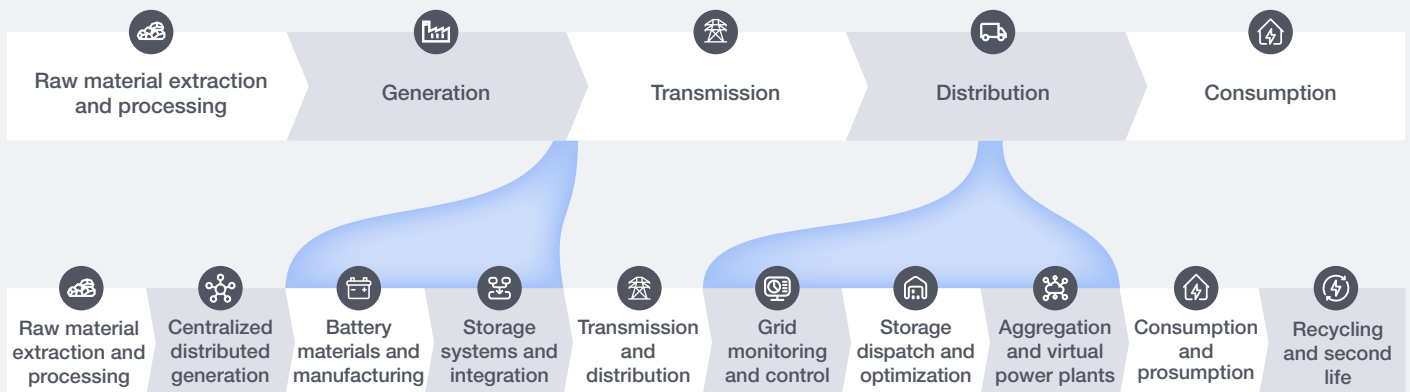 Raw material extraction
and processing
Generation
Transmission
Distribution
Consumption
Raw material
extraction and
processing
Centralized
distributed
generation
Battery
materials and
manufacturing
Storage
systems and
integration
Transmission
and
distribution
Grid
monitoring
and control
Storage
dispatch and
optimization
Aggregation
and virtual
power plants
Consumption
and
prosumption
Recycling
and second
life